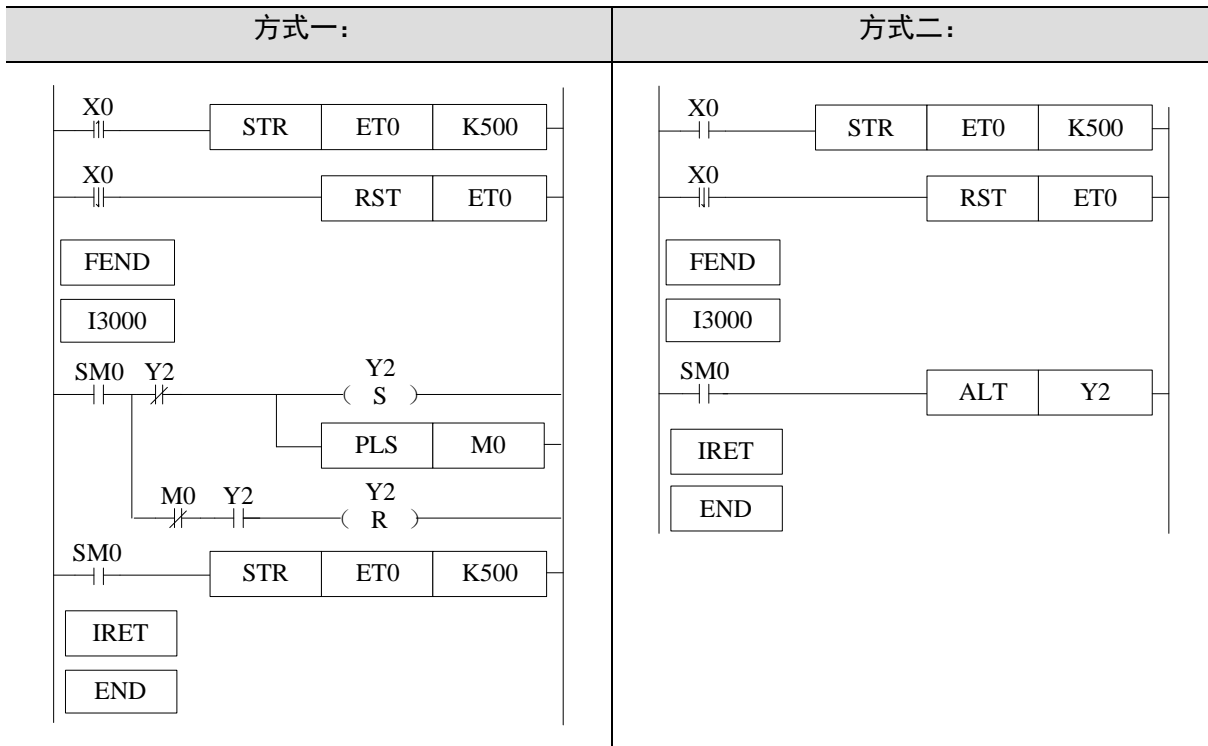 方式一：
X0
STR ET0 K500
X0
RST ET0
FEND
I3000
SM0 Y2 Y2
S
PLS M0
M0 Y2 Y2
R
SM0
STR ET0 K500
IRET
END
方式二：
X0
STR ET0 K500
X0
RST ET0
FEND
I3000
SM0
ALT Y2
IRET
END